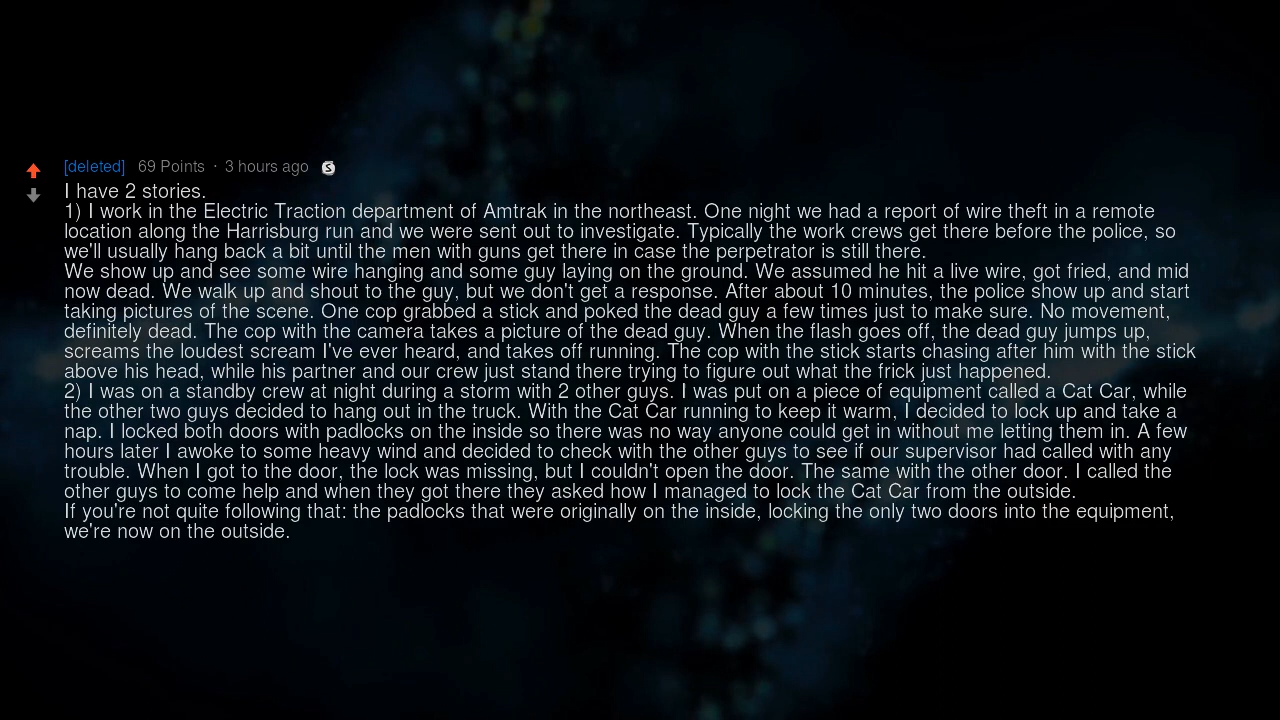 [deleted] 69 Points · 3 hours ago S
I have 2 stories.
1) I work in the Electric Traction department of Amtrak in the northeast. One night we had a report of wire theft in a remote
location along the Harrisburg run and we were sent out to investigate. Typically the work crews get there before the police, so
we'll usually hang back a bit until the men with guns get there in case the perpetrator is still there.
We show up and see some wire hanging and some guy laying on the ground. We assumed he hit a live wire, got fried, and mid
now dead. We walk up and shout to the guy, but we don't get a response. After about 10 minutes, the police show up and start
taking pictures of the scene. One cop grabbed a stick and poked the dead guy a few times just to make sure. No movement,
definitely dead. The cop with the camera takes a picture of the dead guy. When the flash goes off, the dead guy jumps up,
screams the loudest scream I've ever heard, and takes off running. The cop with the stick starts chasing after him with the stick
above his head, while his partner and our crew just stand there trying to figure out what the frick just happened.
2) I was on a standby crew at night during a storm with 2 other guys. I was put on a piece of equipment called a Cat Car, while
the other two guys decided to hang out in the truck. With the Cat Car running to keep it warm, I decided to lock up and take a
nap. I locked both doors with padlocks on the inside so there was no way anyone could get in without me letting them in. A few
hours later I awoke to some heavy wind and decided to check with the other guys to see if our supervisor had called with any
trouble. When I got to the door, the lock was missing, but I couldn't open the door. The same with the other door. I called the
other guys to come help and when they got there they asked how I managed to lock the Cat Car from the outside.
If you're not quite following that: the padlocks that were originally on the inside, locking the only two doors into the equipment,
we're now on the outside.